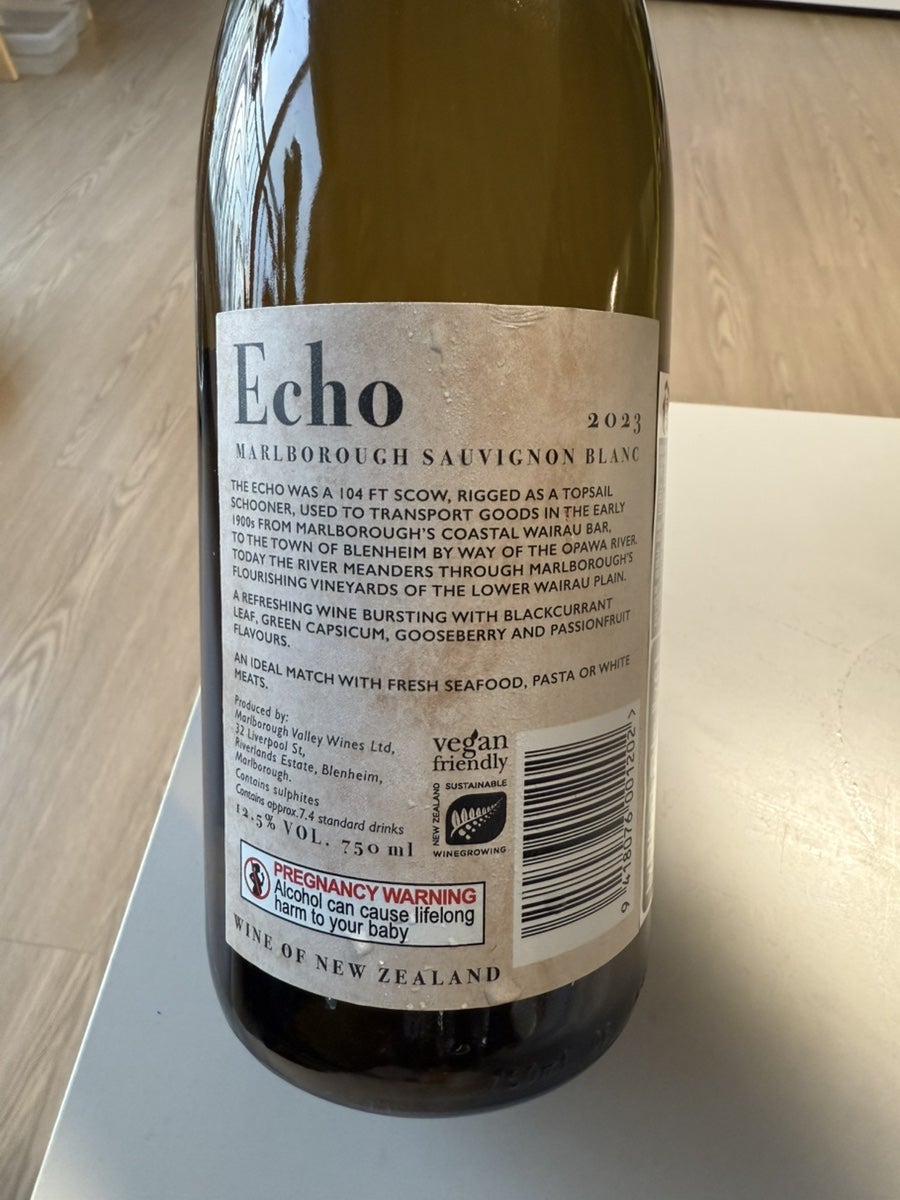 Echo
2023
MARLBOROUGH SAUVIGNON BLANC
THE ECHO WAS A 104 FT SCOW, RIGGED AS A TOPSAIL
SCHOONER, USED TO TRANSPORT GOODS IN THE EARLY
1900s FROM MARLBOROUGH'S COASTAL WAIRAU BAR,
TO THE TOWN OF BLENHEIM BY WAY OF THE OPAWA RIVER.
TODAY THE RIVER MEANDERS THROUGH MARLBOROUGH'S
FLOURISHING VINEYARDS OF THE LOWER WAIRAU PLAIN.
A REFRESHING WINE BURSTING WITH BLACKCURRANT
LEAF, GREEN CAPSICUM, GOOSEBERRY AND PASSIONFRUIT
FLAVOURS.
AN IDEAL MATCH WITH FRESH SEAFOOD, PASTA OR WHITE
MEATS.
Produced by:
Marlborough Valley Wines Ltd,
32 Liverpool St,
Riverlands Estate, Blenheim,
Marlborough.
Contains sulphites
Contains approx.7.4 standard drinks
12.5% VOL. 750 ml
vegan
friendly
SUSTAINABLE
NEW ZEALAND
WINEGROWING
9 418076 001202 >
PREGNANCY WARNING
Alcohol can cause lifelong
harm to your baby
WINE OF NEW ZEALAND